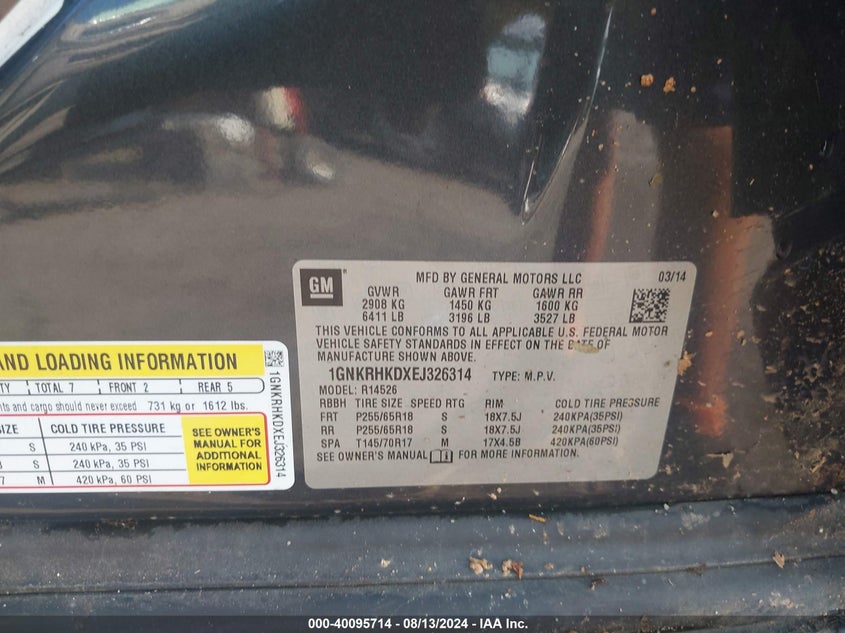 GM
MFD BY GENERAL MOTORS LLC 03/14
GVWR GAWR FRT GAWR RR
2908 KG 1450 KG 1600 KG
6411 LB 3196 LB 3527 LB
THIS VEHICLE CONFORMS TO ALL APPLICABLE U.S. FEDERAL MOTOR
VEHICLE SAFETY STANDARDS IN EFFECT ON THE DATE OF
MANUFACTURE SHOWN ABOVE.
1GNKRHKDXEJ326314 TYPE: M.P.V.
MODEL: R14526
RBBH TIRE SIZE SPEED RTG RIM COLD TIRE PRESSURE
FRT P255/65R18 S 18X7.5J 240KPA(35PSI)
RR P255/65R18 S 18X7.5J 240KPA(35PSI)
SPA T145/70R17 M 17X4.5B 420KPA(60PSI)
SEE OWNER'S MANUAL FOR MORE INFORMATION.
AND LOADING INFORMATION
TY TOTAL 7 FRONT 2 REAR 5
nts and cargo should never exceed 731 kg or 1612 lbs.
SIZE COLD TIRE PRESSURE
S 240 kPa, 35 PSI
8 S 240 kPa, 35 PSI
7 M 420 kPa, 60 PSI
SEE OWNER'S
MANUAL FOR
ADDITIONAL
INFORMATION
1GNKRHKDXEJ326314
000-40095714 - 08/13/2024 - IAA Inc.